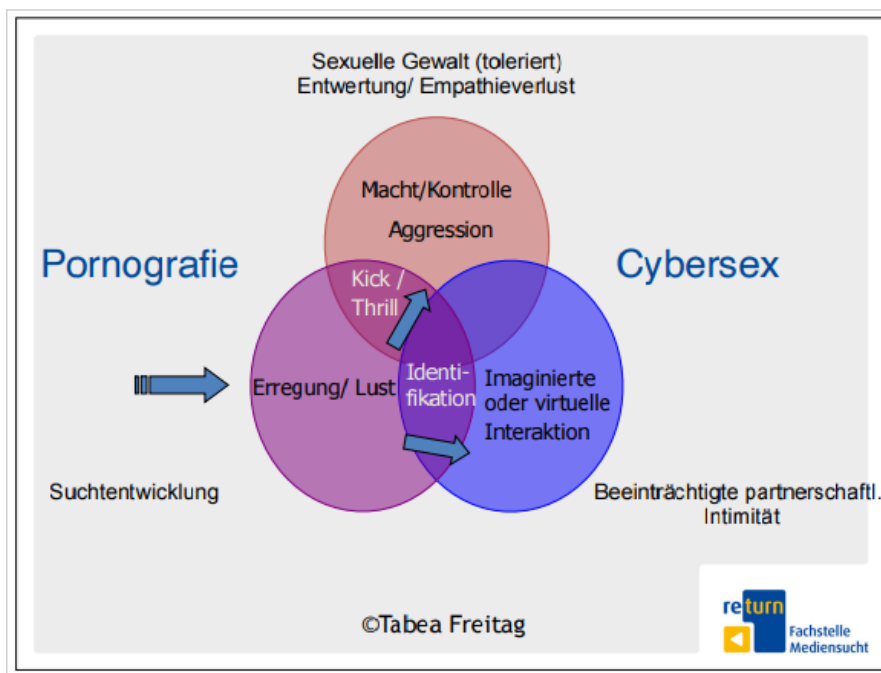 Sexuelle Gewalt (toleriert)
Entwertung/ Empathieverlust
Macht/Kontrolle
Aggression
Pornografie
Cybersex
Kick /
Thrill
Erregung/ Lust
Identi-
fikation
Imaginierte
oder virtuelle
Interaktion
Suchtentwicklung
Beeinträchtigte partnerschaftl.
Intimität
©Tabea Freitag
return
Fachstelle
Mediensucht